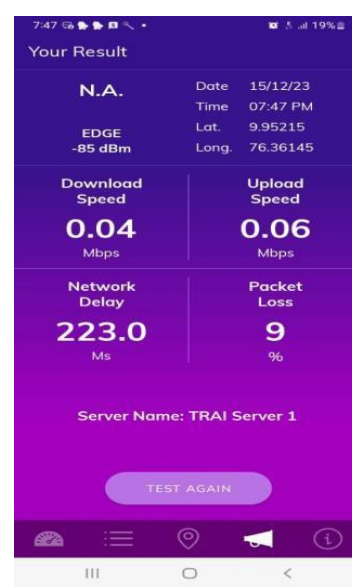 7:47
19%
Your Result
N.A.
EDGE
-85 dBm
Date 15/12/23
Time 07:47 PM
Lat. 9.95215
Long. 76.36145
Download
Speed
0.04
Mbps
Upload
Speed
0.06
Mbps
Network
Delay
223.0
Ms
Packet
Loss
9
%
Server Name: TRAI Server 1
TEST AGAIN